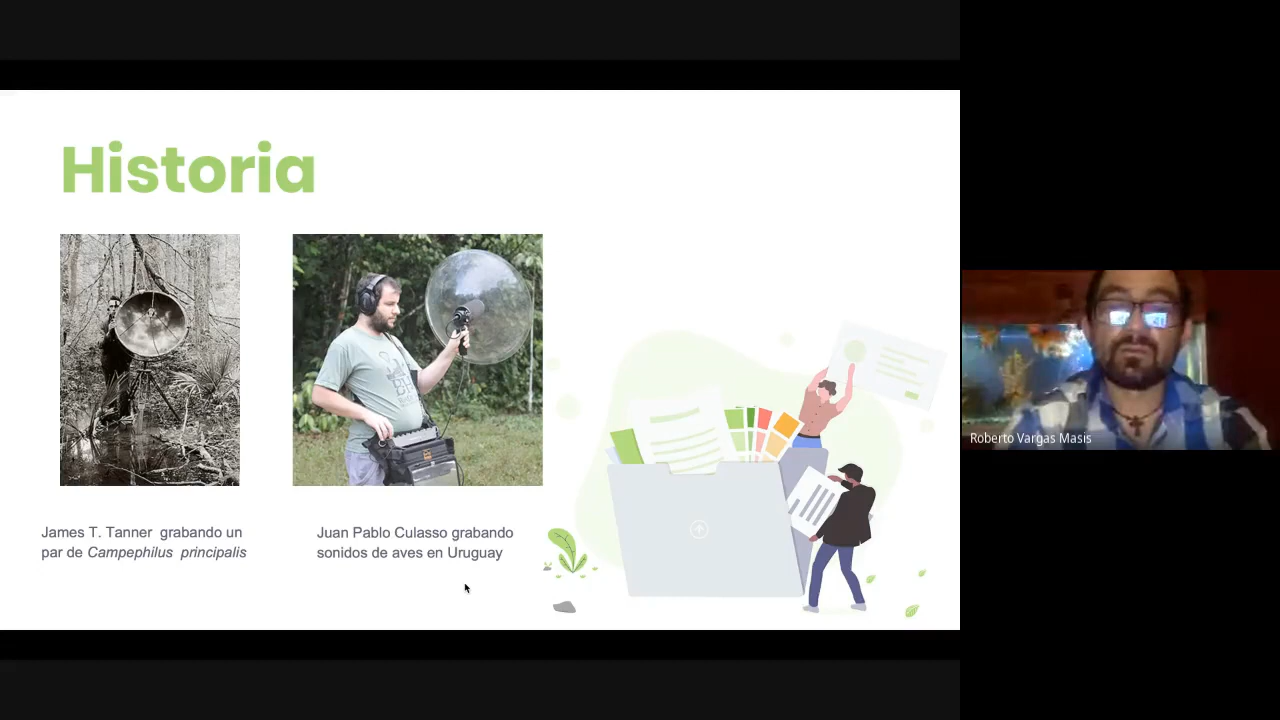 Historia
James T. Tanner grabando un
par de Campephilus principalis
Juan Pablo Culasso grabando
sonidos de aves en Uruguay
Roberto Vargas Masis